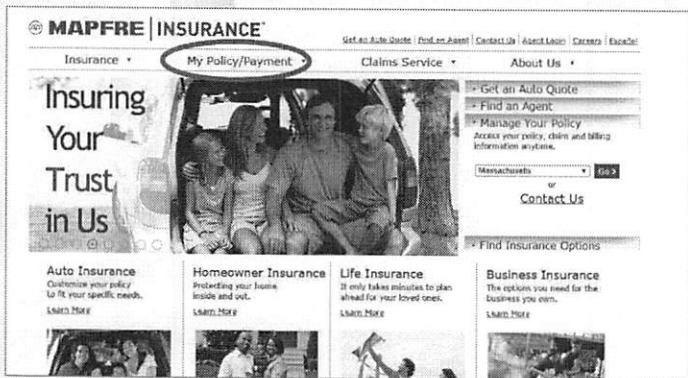 MAPFRE | INSURANCE®
Get an Auto Quote | Find an Agent | Contact Us | Agent Login | Careers | Español
Insurance
My Policy/Payment
Claims Service
About Us
Insuring
Your
Trust
in Us
Get an Auto Quote
Find an Agent
Manage Your Policy
Access your policy, claim and billing
information anytime.
Massachusetts
Go
or
Contact Us
Find Insurance Options
Auto Insurance
Customize your policy
to fit your specific needs.
Learn More
Homeowner Insurance
Protecting your home
inside and out.
Learn More
Life Insurance
It only takes minutes to plan
ahead for your loved ones.
Learn More
Business Insurance
The options you need for the
business you own.
Learn More